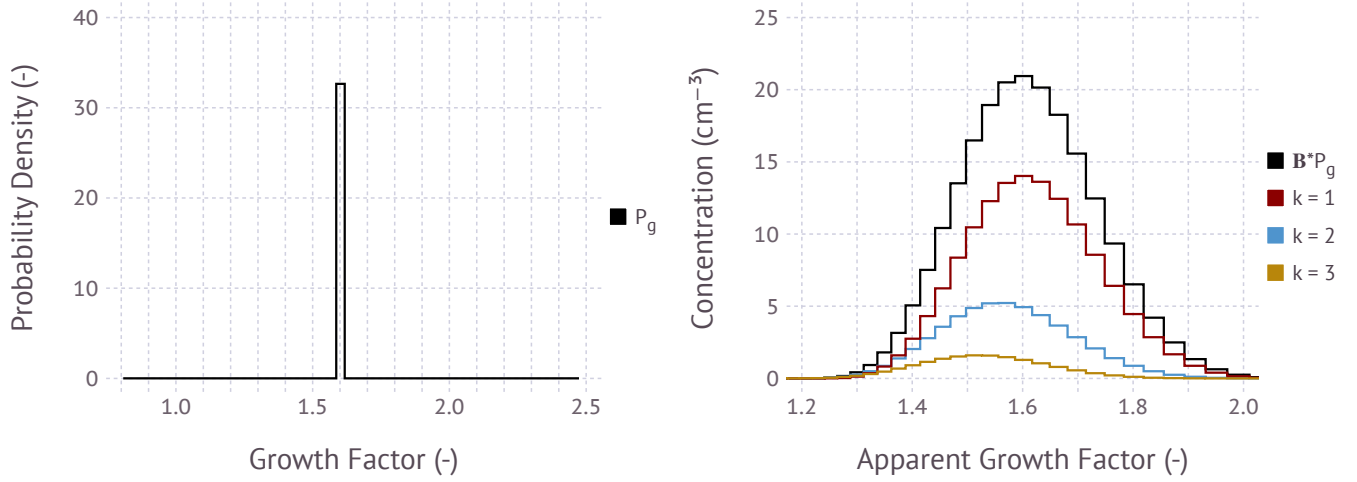 Probability Density (-)
40
30
20
10
0
1.0
1.5
2.0
2.5
Growth Factor (-)
P_g
Concentration (cm⁻³)
25
20
15
10
5
0
1.2
1.4
1.6
1.8
2.0
Apparent Growth Factor (-)
B*P_g
k = 1
k = 2
k = 3